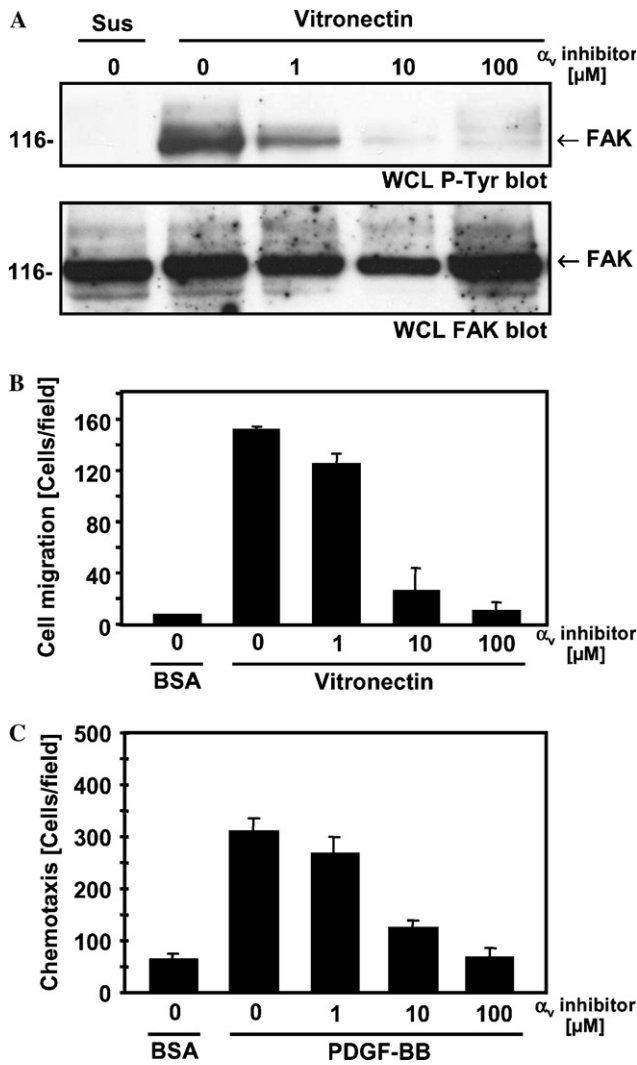 A
Sus
Vitronectin
0
0
1
10
100
αv inhibitor
[µM]
116-
← FAK
WCL P-Tyr blot
116-
← FAK
WCL FAK blot
B
Cell migration [Cells/field]
160
120
80
40
0
0
0
1
10
100
αv inhibitor
[µM]
BSA
Vitronectin
C
Chemotaxis [Cells/field]
500
400
300
200
100
0
0
0
1
10
100
αv inhibitor
[µM]
BSA
PDGF-BB